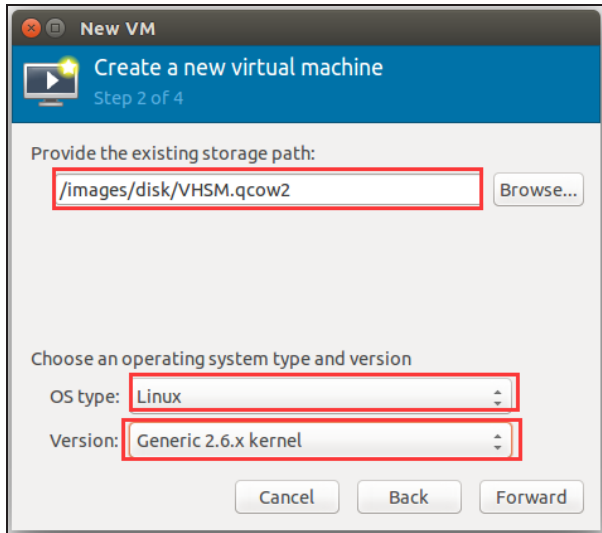 New VM
Create a new virtual machine
Step 2 of 4
Provide the existing storage path:
/images/disk/VHSM.qcow2 Browse...
Choose an operating system type and version
OS type: Linux
Version: Generic 2.6.x kernel
Cancel Back Forward